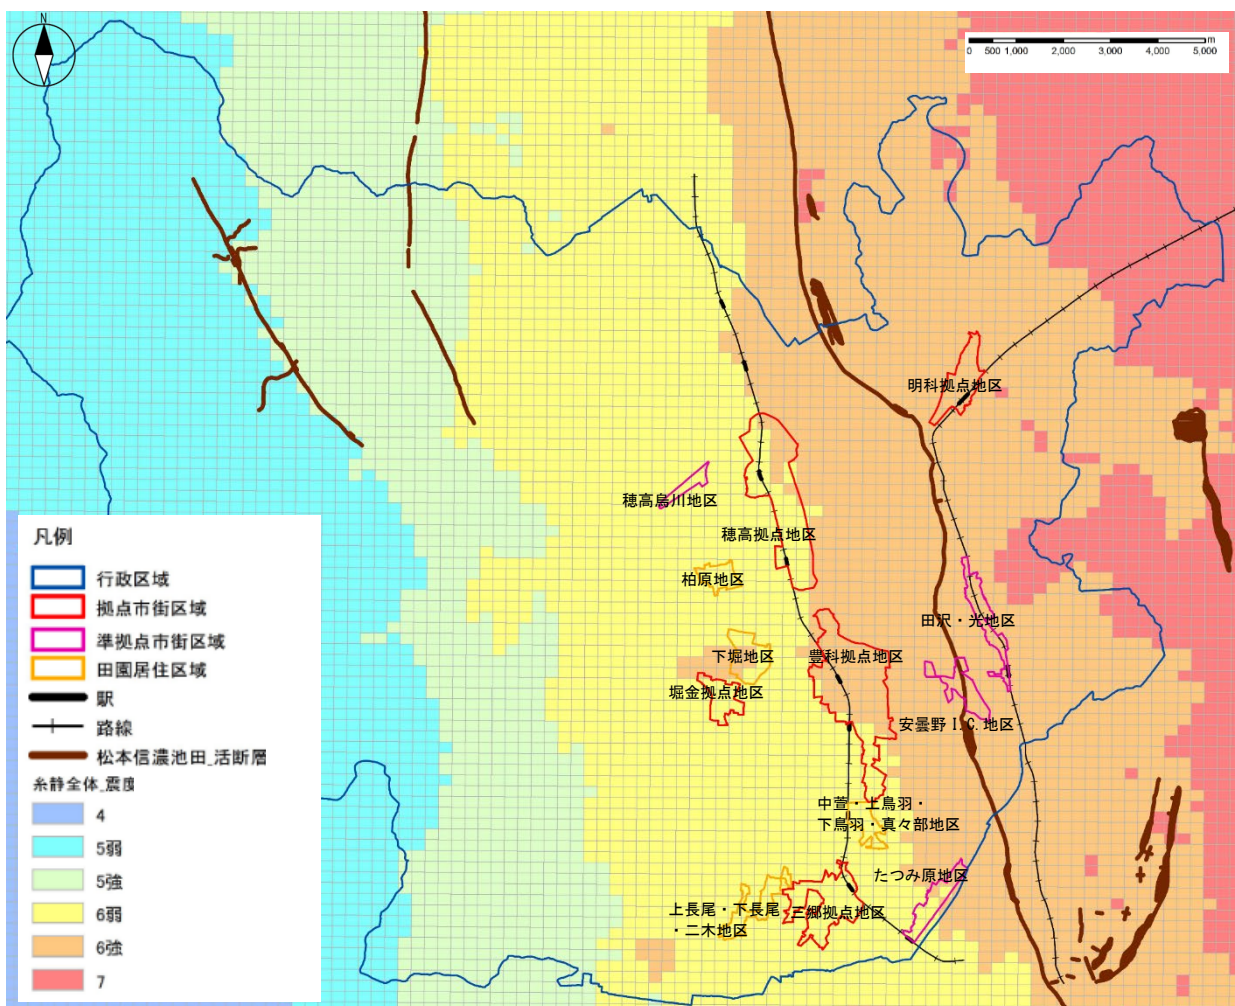 N
m
0 500 1,000 2,000 3,000 4,000 5,000
明科拠点地区
穂高烏川地区
穂高拠点地区
柏原地区
田沢・光地区
下堀地区
豊科拠点地区
堀金拠点地区
安曇野 I.C. 地区
中萱・上鳥羽・
下鳥羽・真々部地区
たつみ原地区
上長尾・下長尾
・二木地区
三郷拠点地区
凡例
行政区域
拠点市街区域
準拠点市街区域
田園居住区域
駅
路線
松本信濃池田_活断層
糸静全体_震度
4
5弱
5強
6弱
6強
7